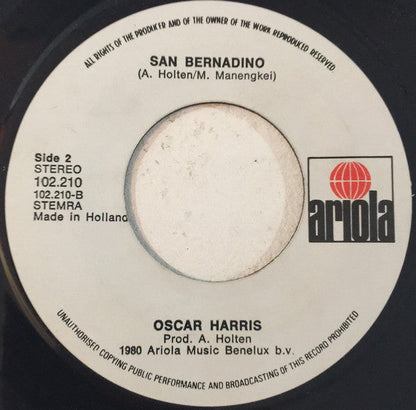 ALL RIGHTS OF THE PRODUCER AND OF THE OWNER OF THE WORK REPRODUCED RESERVED
SAN BERNADINO
(A. Holten/M. Manengkei)
Side 2
STEREO
102.210
102.210-B
STEMRA
Made in Holland
ariola
OSCAR HARRIS
Prod. A. Holten
1980 Ariola Music Benelux b.v.
UNAUTHORISED COPYING PUBLIC PERFORMANCE AND BROADCASTING OF THIS RECORD PROHIBITED